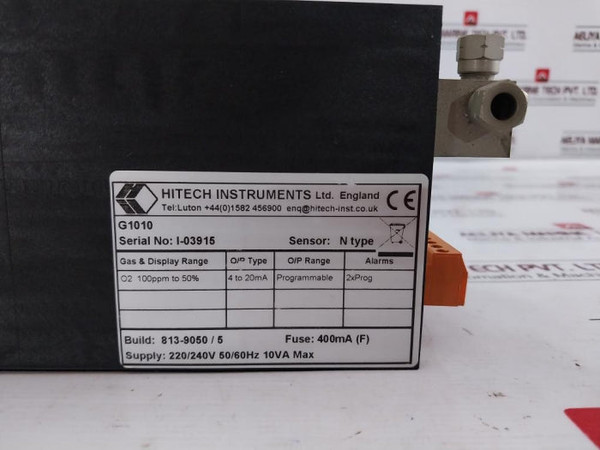 HITECH INSTRUMENTS Ltd. England
Tel:Luton +44(0)1582 456900 enq@hitech-inst.co.uk
CE
G1010
Serial No: I-03915 Sensor: N type
Gas & Display Range O/P Type O/P Range Alarms
O2 100ppm to 50% 4 to 20mA Programmable 2xProg
Build: 813-9050 / 5 Fuse: 400mA (F)
Supply: 220/240V 50/60Hz 10VA Max